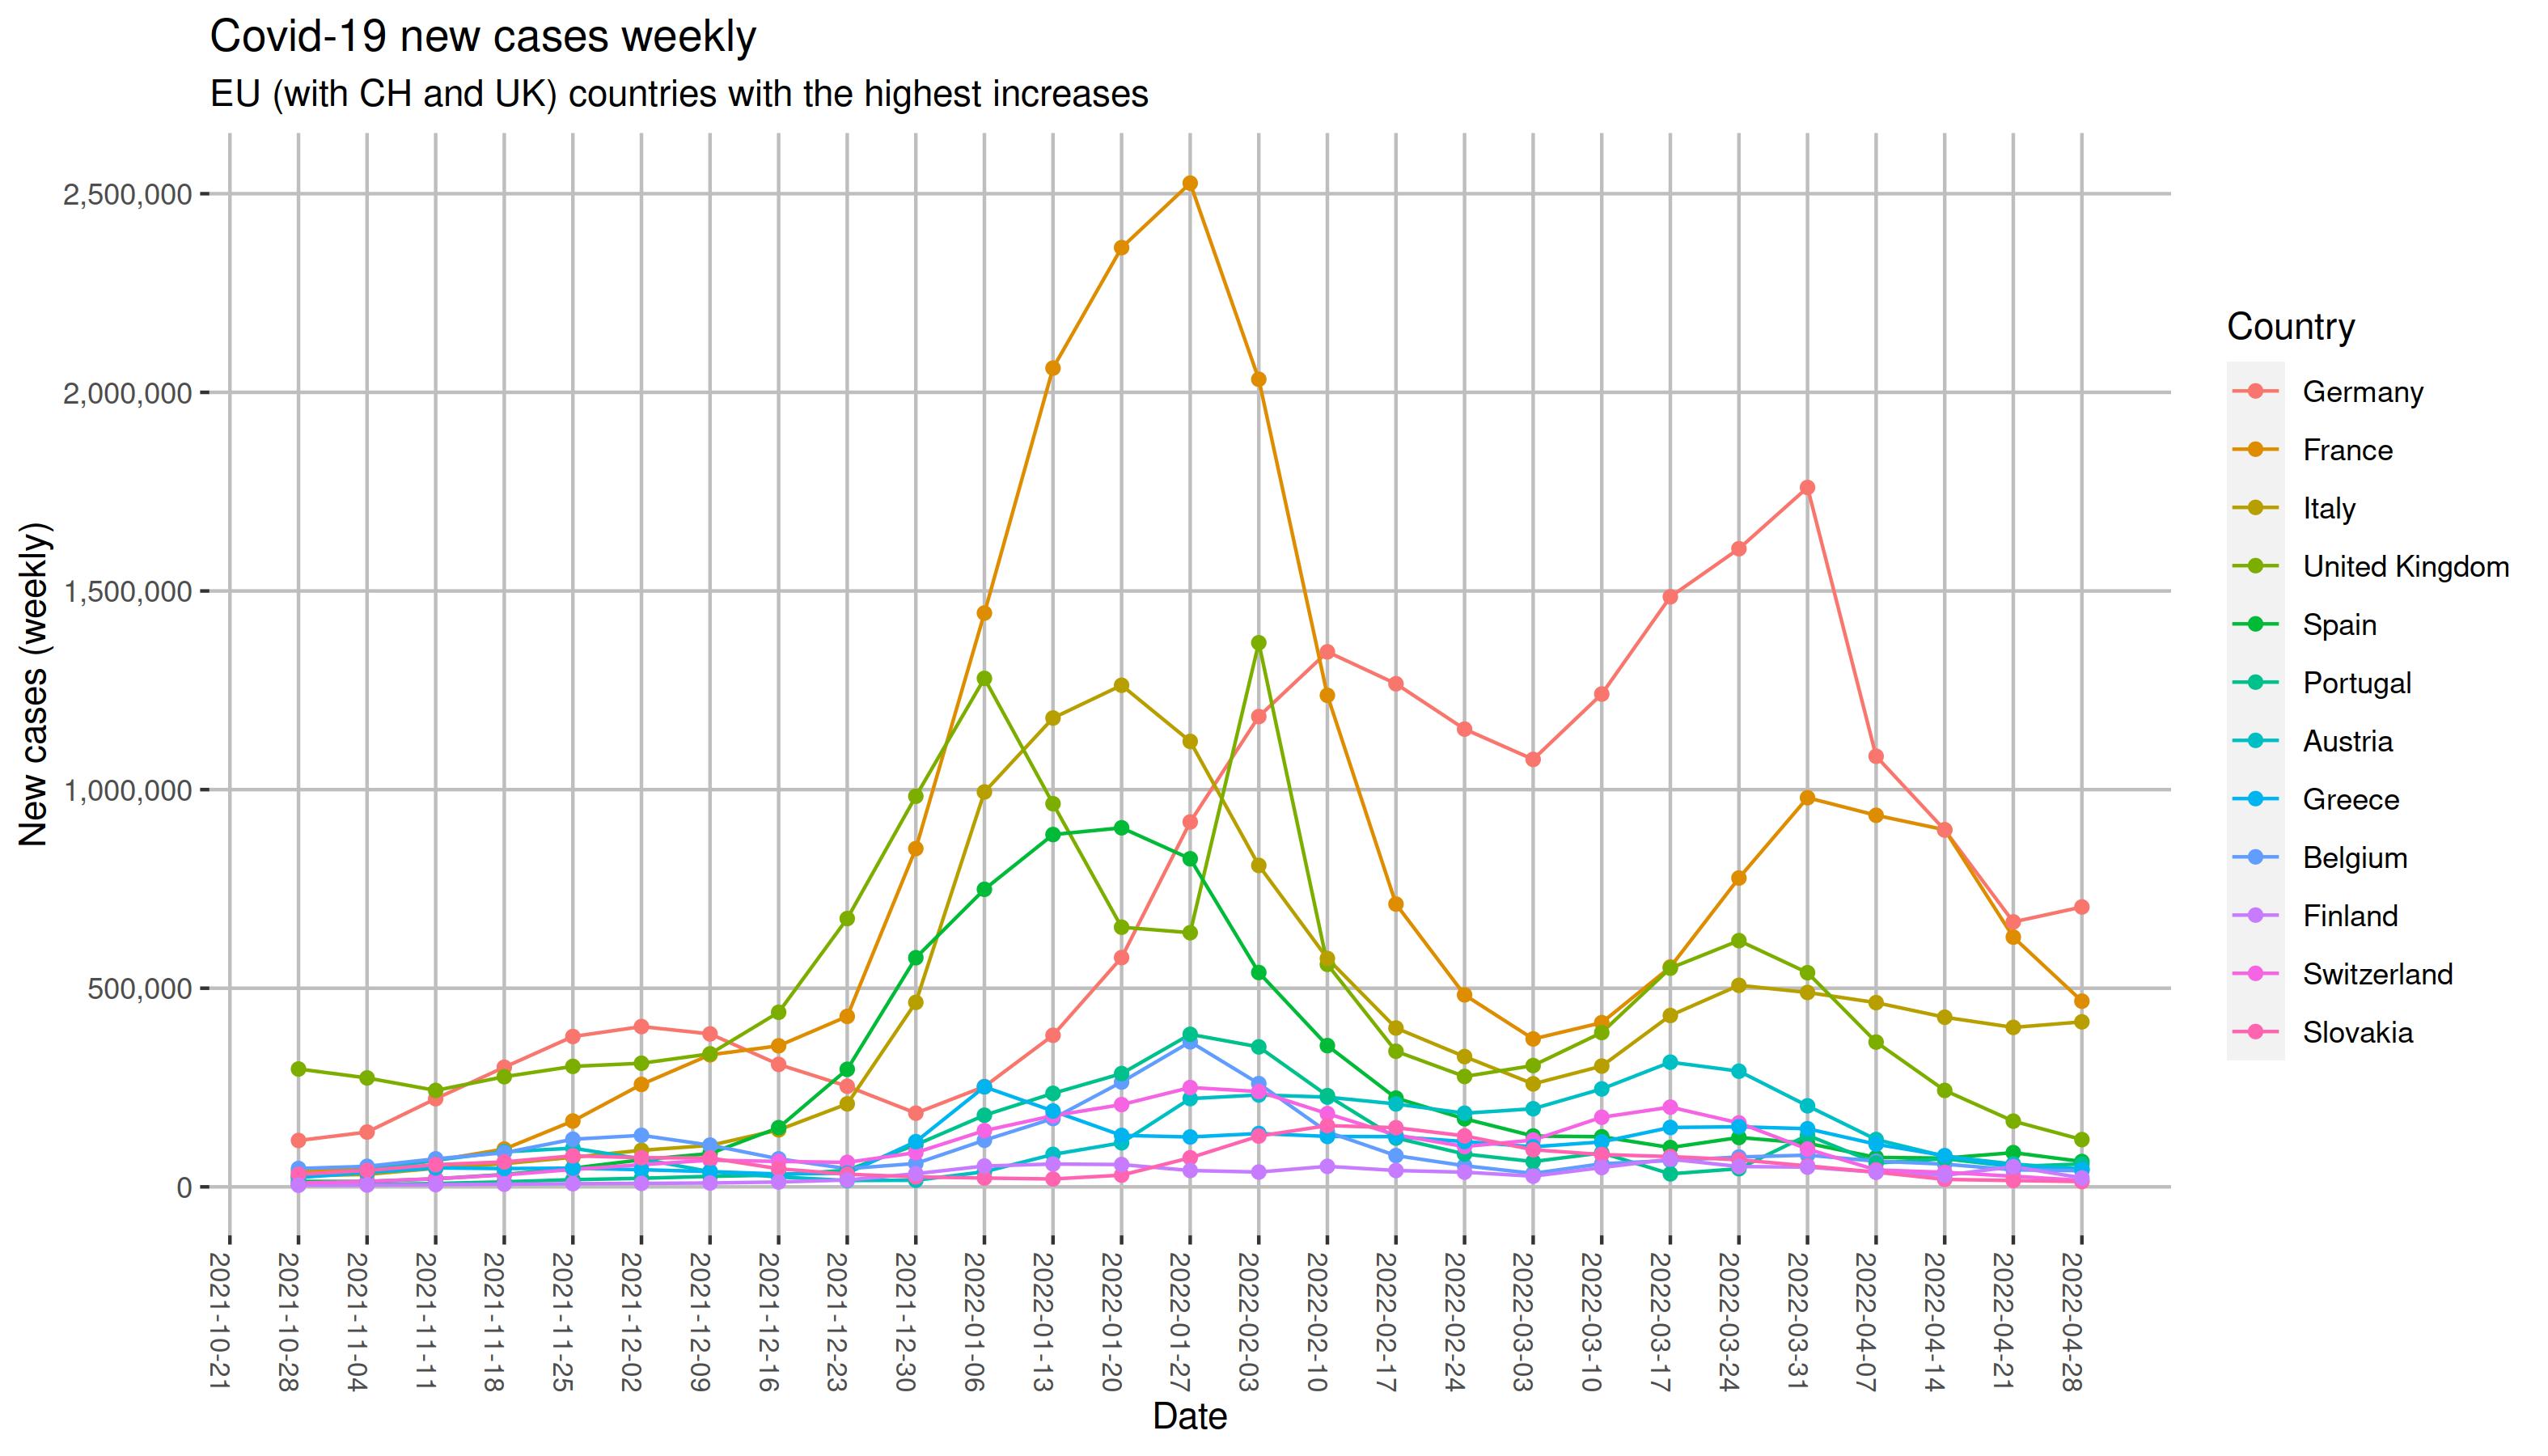 Covid-19 new cases weekly
EU (with CH and UK) countries with the highest increases
New cases (weekly)
2,500,000
2,000,000
1,500,000
1,000,000
500,000
0
2021-10-21
2021-10-28
2021-11-04
2021-11-11
2021-11-18
2021-11-25
2021-12-02
2021-12-09
2021-12-16
2021-12-23
2021-12-30
2022-01-06
2022-01-13
2022-01-20
2022-01-27
2022-02-03
2022-02-10
2022-02-17
2022-02-24
2022-03-03
2022-03-10
2022-03-17
2022-03-24
2022-03-31
2022-04-07
2022-04-14
2022-04-21
2022-04-28
Date
Country
Germany
France
Italy
United Kingdom
Spain
Portugal
Austria
Greece
Belgium
Finland
Switzerland
Slovakia